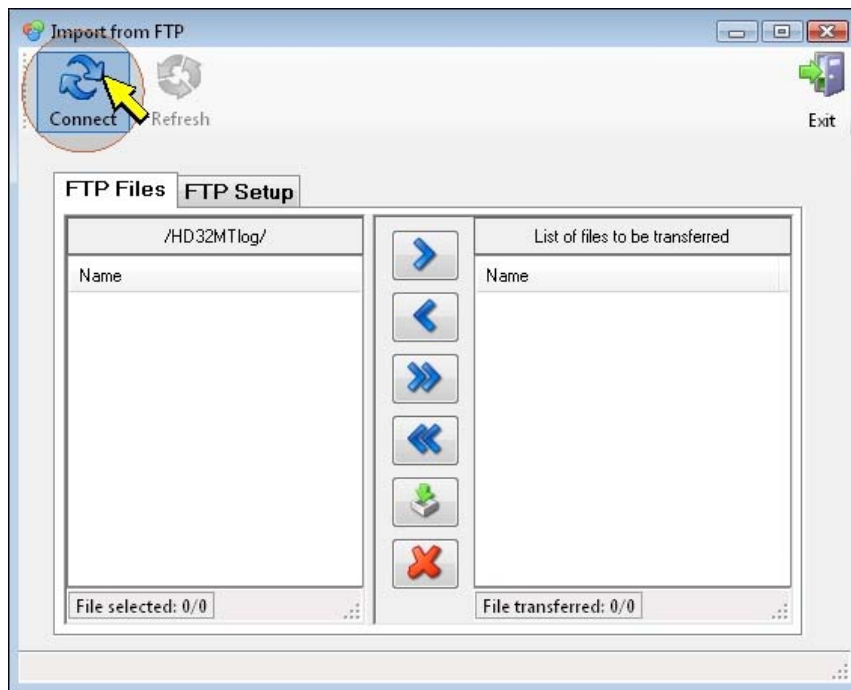 Import from FTP
Connect Refresh Exit
FTP Files FTP Setup
/HD32MTlog/ List of files to be transferred
Name Name
File selected: 0/0 File transferred: 0/0